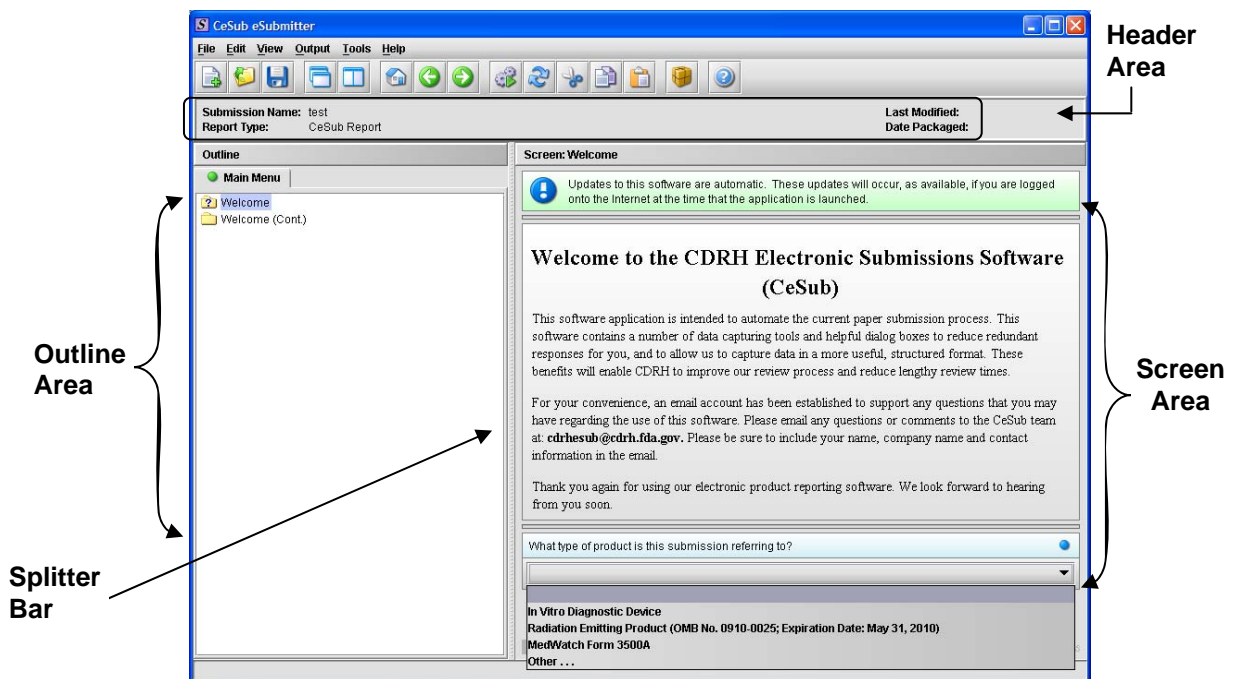 CeSub eSubmitter
File Edit View Output Tools Help
Header
Area
Submission Name: test
Report Type: CeSub Report
Last Modified:
Date Packaged:
Outline
Main Menu
Welcome
Welcome (Cont.)
Screen: Welcome
Updates to this software are automatic. These updates will occur, as available, if you are logged
onto the Internet at the time that the application is launched.
Welcome to the CDRH Electronic Submissions Software
(CeSub)
This software application is intended to automate the current paper submission process. This
software contains a number of data capturing tools and helpful dialog boxes to reduce redundant
responses for you, and to allow us to capture data in a more useful, structured format. These
benefits will enable CDRH to improve our review process and reduce lengthy review times.
For your convenience, an email account has been established to support any questions that you may
have regarding the use of this software. Please email any questions or comments to the CeSub team
at: cdrhesub@cdrh.fda.gov. Please be sure to include your name, company name and contact
information in the email.
Thank you again for using our electronic product reporting software. We look forward to hearing
from you soon.
What type of product is this submission referring to?
In Vitro Diagnostic Device
Radiation Emitting Product (OMB No. 0910-0025; Expiration Date: May 31, 2010)
MedWatch Form 3500A
Other . . .
Outline
Area
Screen
Area
Splitter
Bar